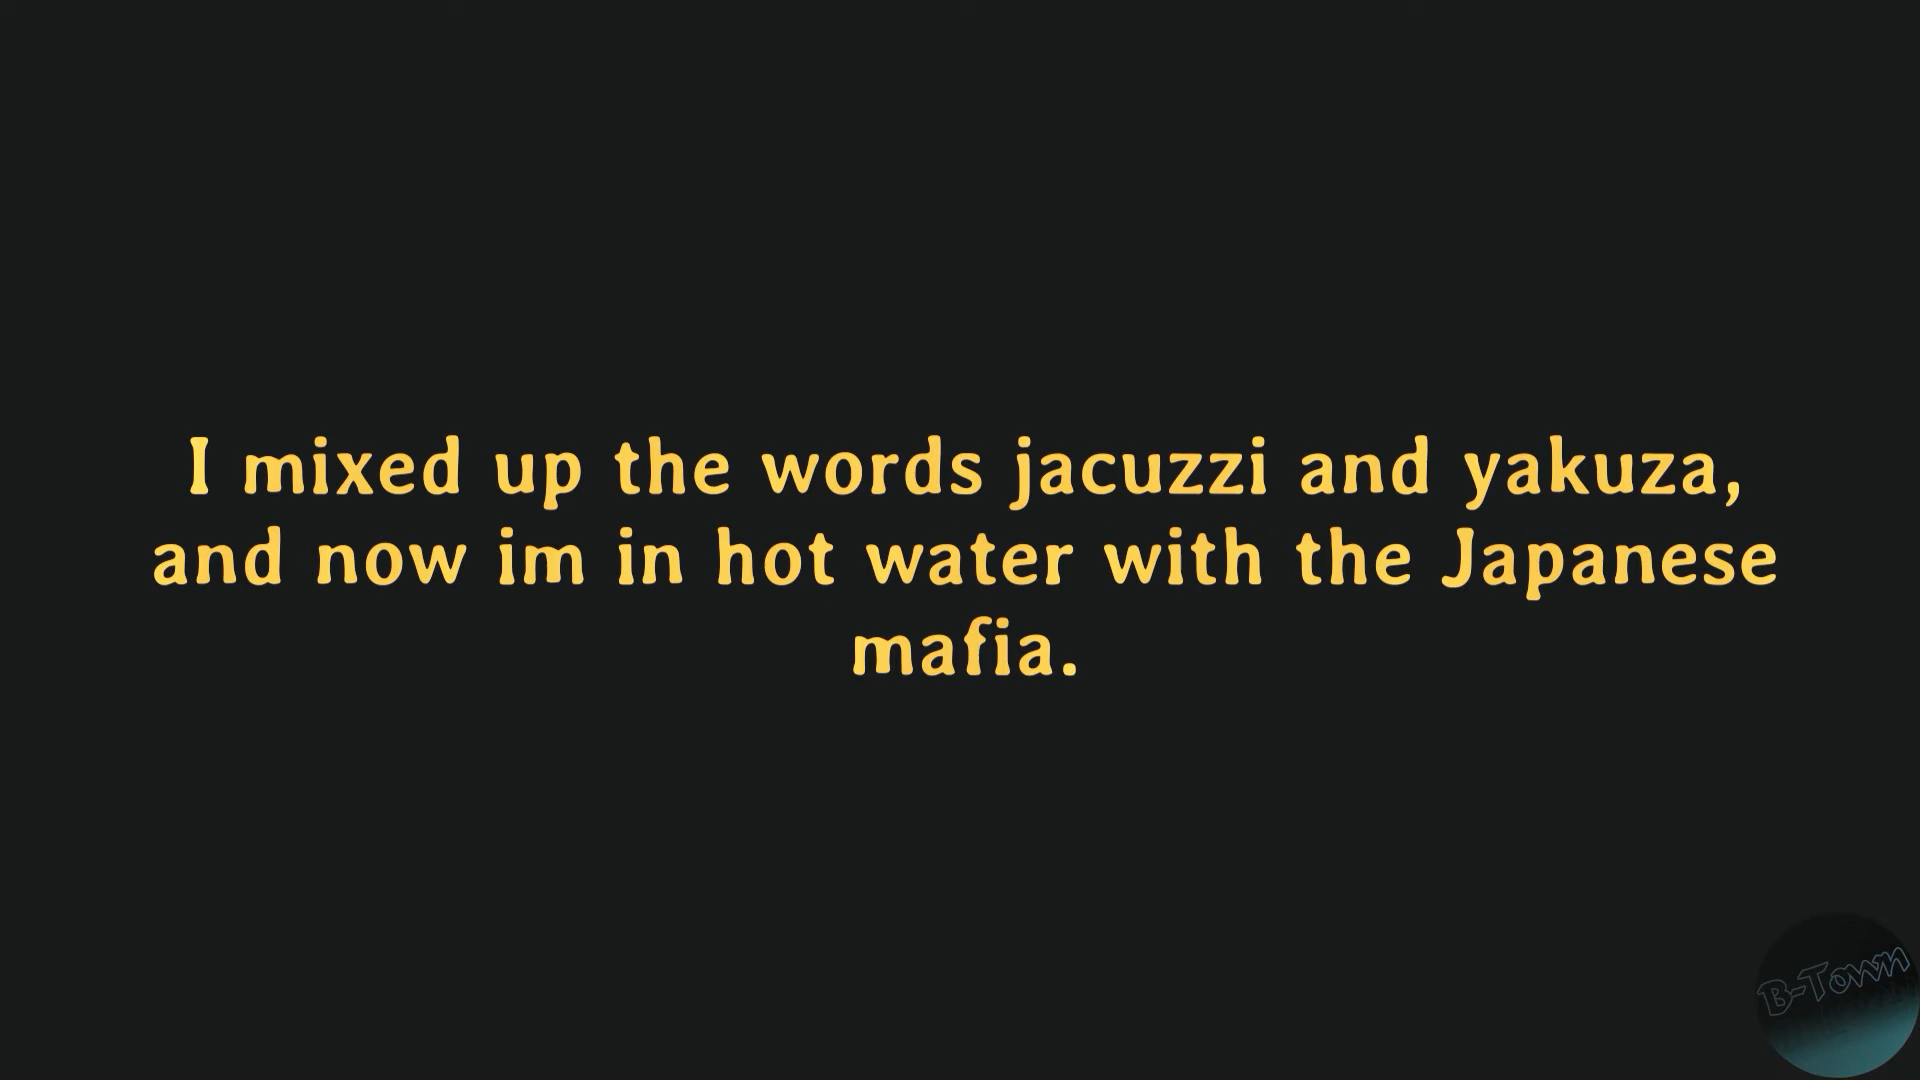 I mixed up the words jacuzzi and yakuza,
and now im in hot water with the Japanese
mafia.
B-Town